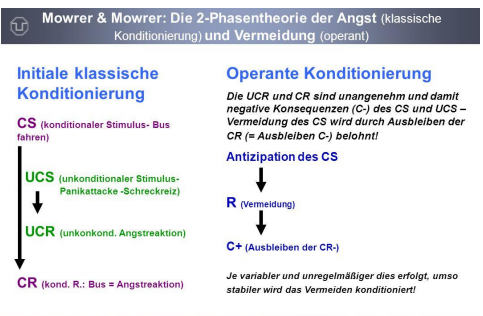 Mowrer & Mowrer: Die 2-Phasentheorie der Angst (klassische
Konditionierung) und Vermeidung (operant)
Initiale klassische
Konditionierung
CS (konditionaler Stimulus- Bus
fahren)
UCS (unkonditionaler Stimulus-
Panikattacke -Schreckreiz)
UCR (unkonkond. Angstreaktion)
CR (kond. R.: Bus = Angstreaktion)
Operante Konditionierung
Die UCR und CR sind unangenehm und damit
negative Konsequenzen (C-) des CS und UCS –
Vermeidung des CS wird durch Ausbleiben der
CR (= Ausbleiben C-) belohnt!
Antizipation des CS
R (Vermeidung)
C+ (Ausbleiben der CR-)
Je variabler und unregelmäßiger dies erfolgt, umso
stabiler wird das Vermeiden konditioniert!